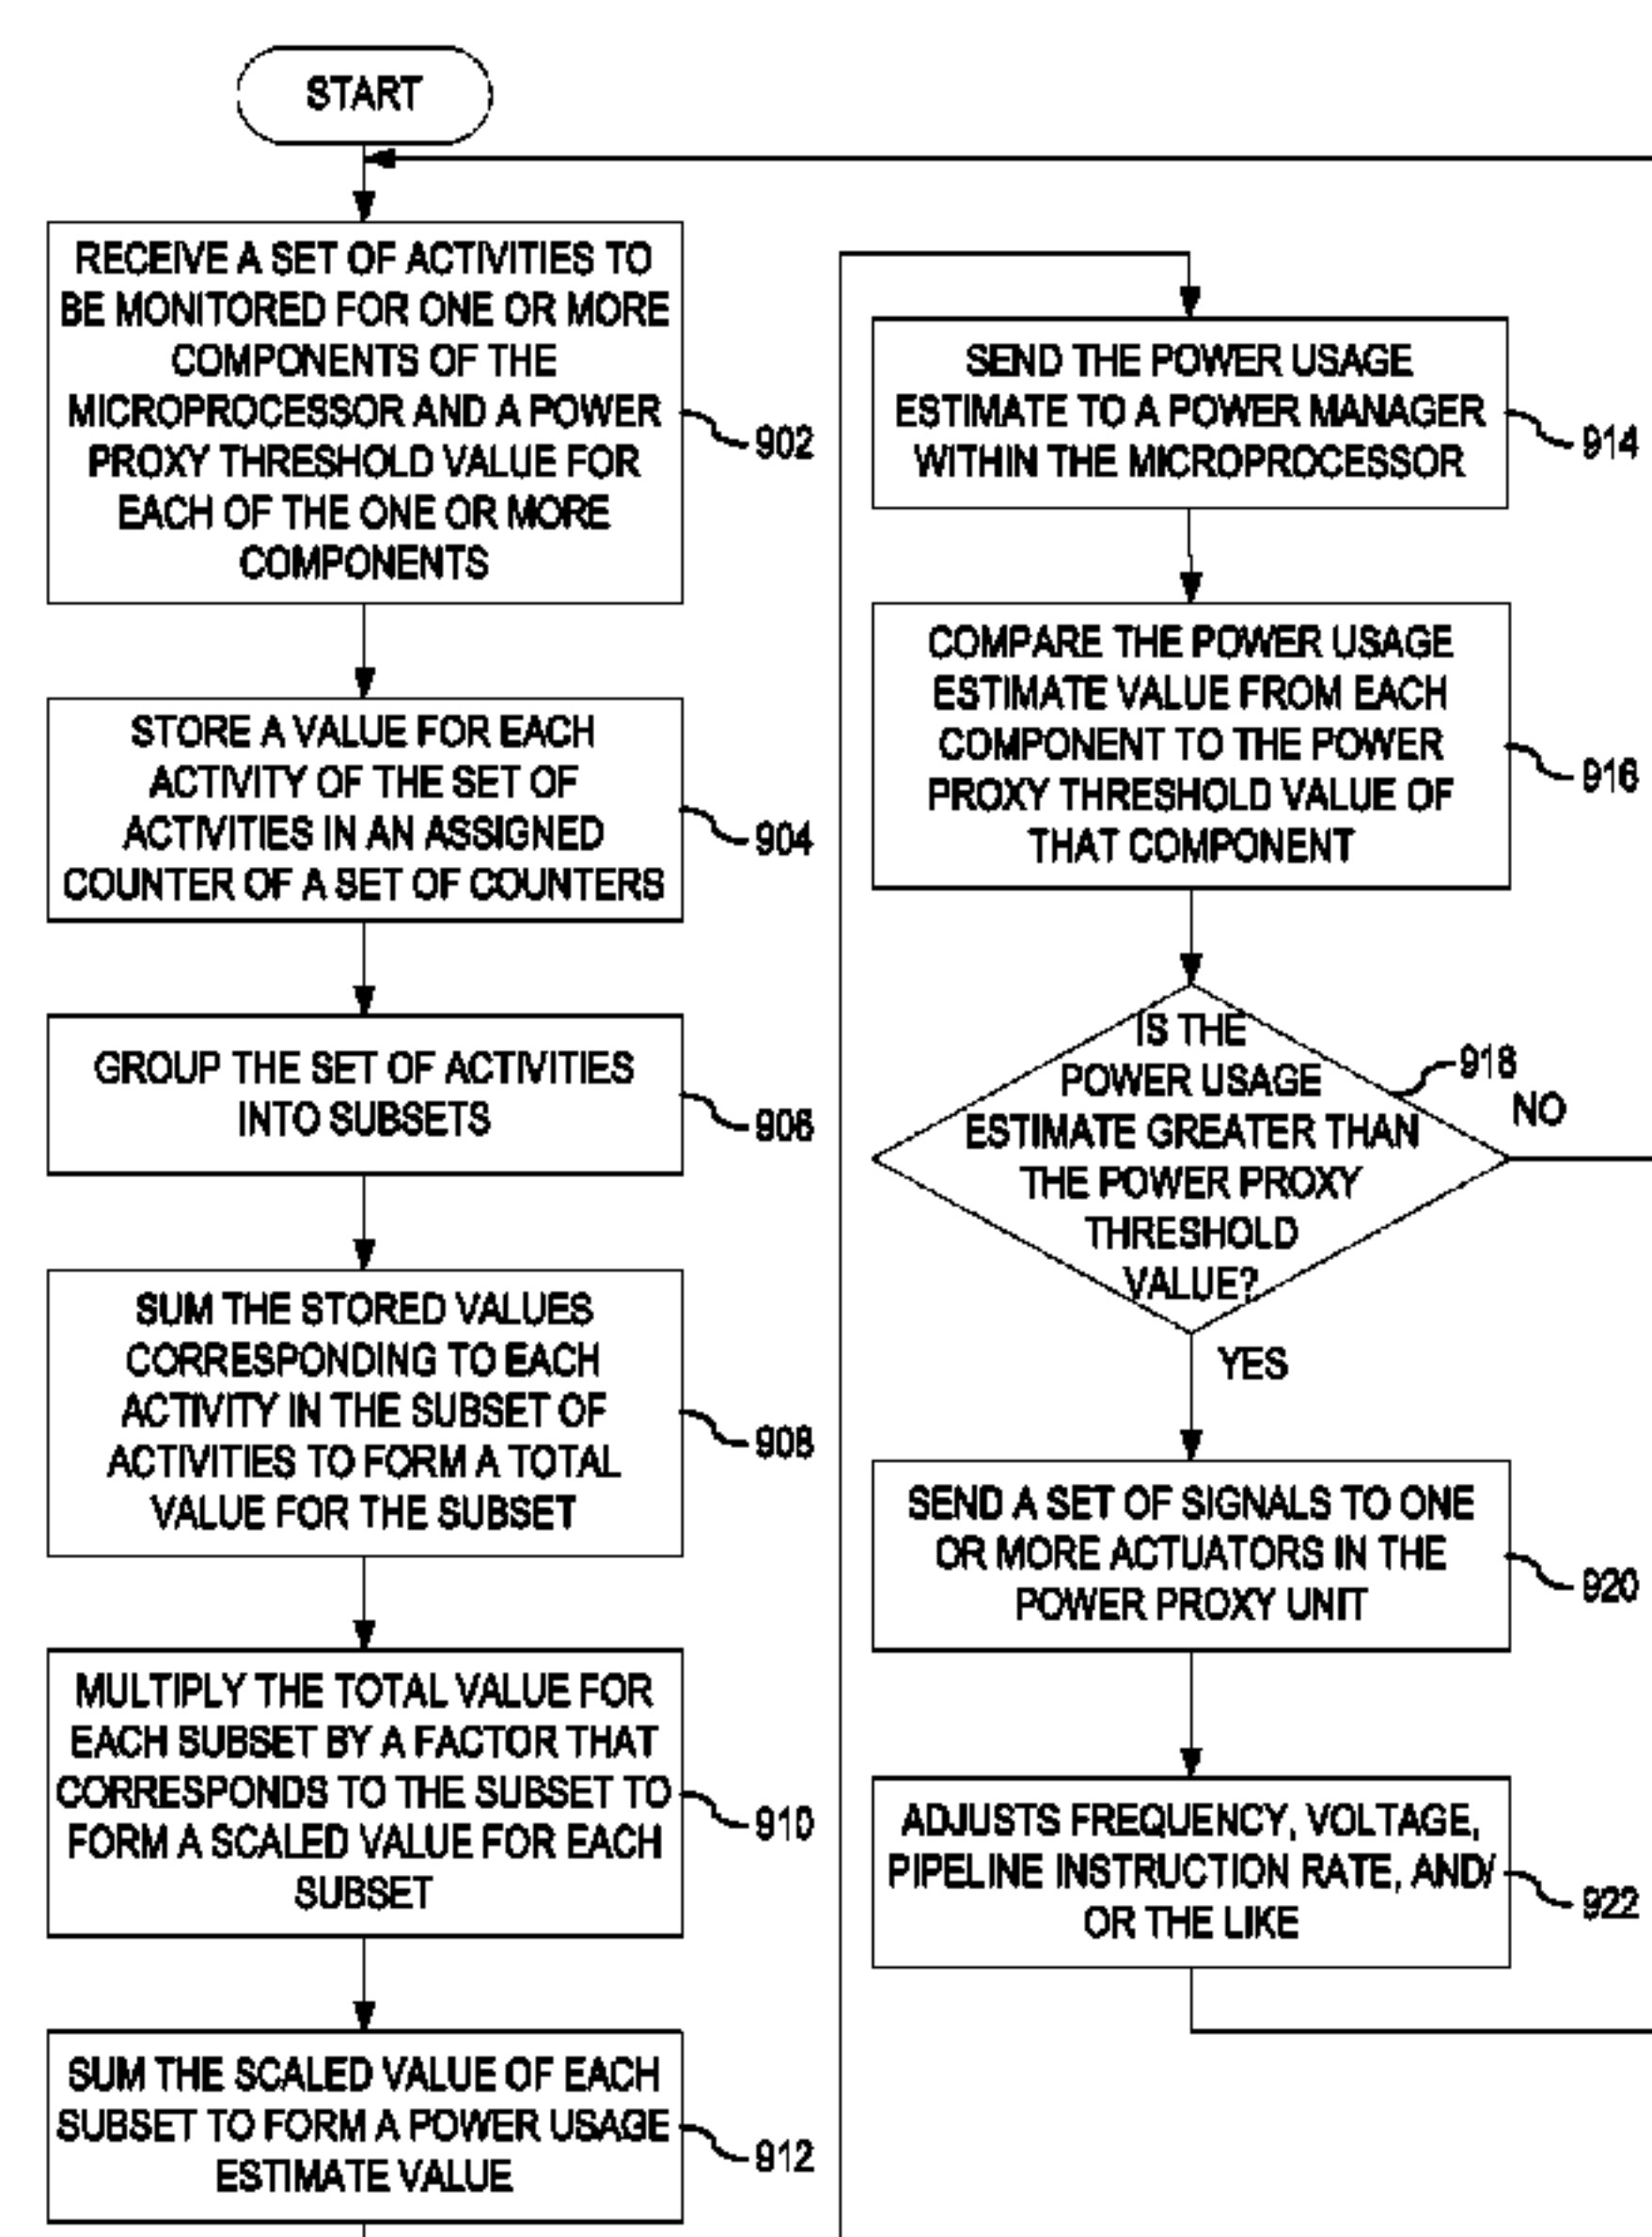 START
RECEIVE A SET OF ACTIVITIES TO
BE MONITORED FOR ONE OR MORE
COMPONENTS OF THE
MICROPROCESSOR AND A POWER
PROXY THRESHOLD VALUE FOR
EACH OF THE ONE OR MORE
COMPONENTS
902
STORE A VALUE FOR EACH
ACTIVITY OF THE SET OF
ACTIVITIES IN AN ASSIGNED
COUNTER OF A SET OF COUNTERS
904
GROUP THE SET OF ACTIVITIES
INTO SUBSETS
906
SUM THE STORED VALUES
CORRESPONDING TO EACH
ACTIVITY IN THE SUBSET OF
ACTIVITIES TO FORM A TOTAL
VALUE FOR THE SUBSET
908
MULTIPLY THE TOTAL VALUE FOR
EACH SUBSET BY A FACTOR THAT
CORRESPONDS TO THE SUBSET TO
FORM A SCALED VALUE FOR EACH
SUBSET
910
SUM THE SCALED VALUE OF EACH
SUBSET TO FORM A POWER USAGE
ESTIMATE VALUE
912
SEND THE POWER USAGE
ESTIMATE TO A POWER MANAGER
WITHIN THE MICROPROCESSOR
914
COMPARE THE POWER USAGE
ESTIMATE VALUE FROM EACH
COMPONENT TO THE POWER
PROXY THRESHOLD VALUE OF
THAT COMPONENT
916
IS THE
POWER USAGE
ESTIMATE GREATER THAN
THE POWER PROXY
THRESHOLD
VALUE?
918
NO
YES
SEND A SET OF SIGNALS TO ONE
OR MORE ACTUATORS IN THE
POWER PROXY UNIT
920
ADJUSTS FREQUENCY, VOLTAGE,
PIPELINE INSTRUCTION RATE, AND/
OR THE LIKE
922